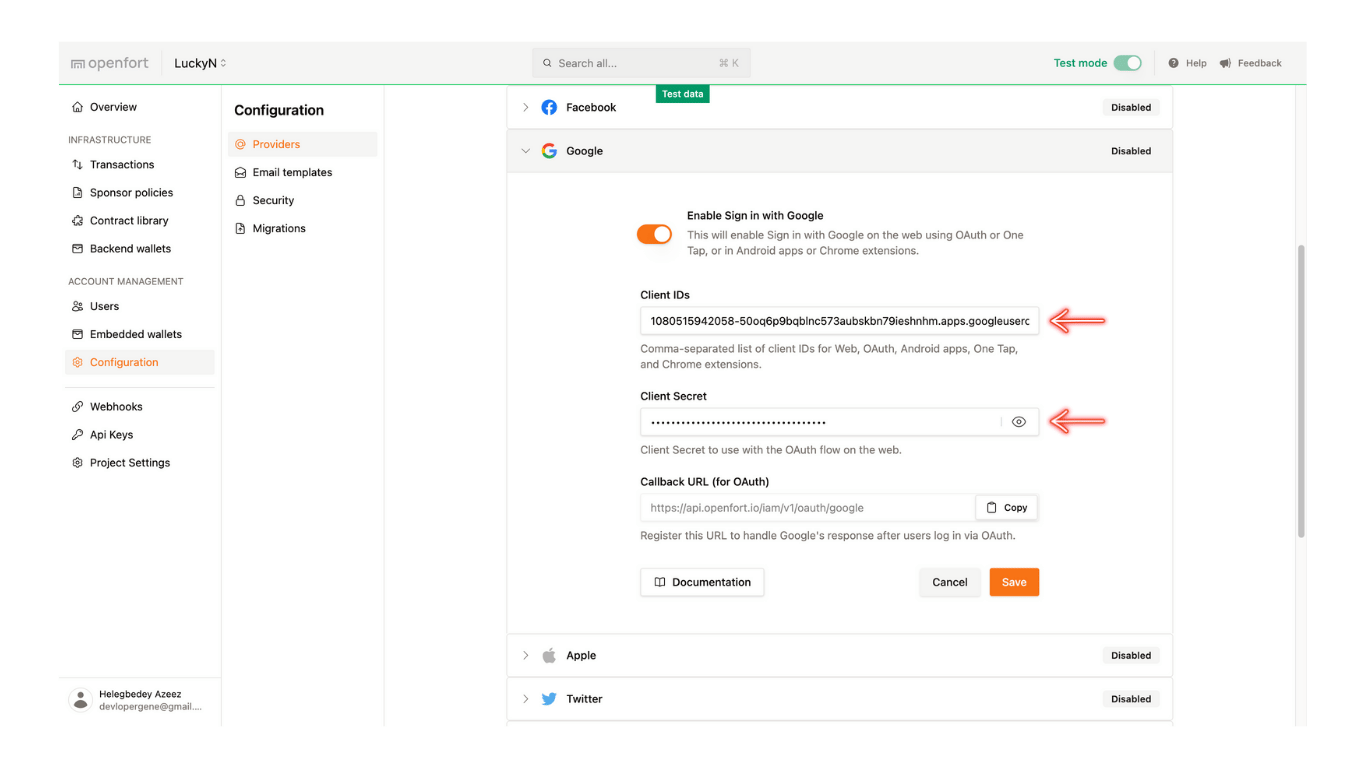 openfort
LuckyN
Search all...
⌘ K
Test mode
Help
Feedback
Test data
Overview
INFRASTRUCTURE
Transactions
Sponsor policies
Contract library
Backend wallets
ACCOUNT MANAGEMENT
Users
Embedded wallets
Configuration
Webhooks
Api Keys
Project Settings
Helegbedey Azeez
devlopergene@gmail....
Configuration
Providers
Email templates
Security
Migrations
Facebook
Disabled
Google
Disabled
Enable Sign in with Google
This will enable Sign in with Google on the web using OAuth or One
Tap, or in Android apps or Chrome extensions.
Client IDs
1080515942058-50oq6p9bqblnc573aubskbn79ieshnhm.apps.googleuserc
Comma-separated list of client IDs for Web, OAuth, Android apps, One Tap,
and Chrome extensions.
Client Secret
•••••••••••••••••••••••••••••••••••
Client Secret to use with the OAuth flow on the web.
Callback URL (for OAuth)
https://api.openfort.io/iam/v1/oauth/google
Copy
Register this URL to handle Google's response after users log in via OAuth.
Documentation
Cancel
Save
Apple
Disabled
Twitter
Disabled